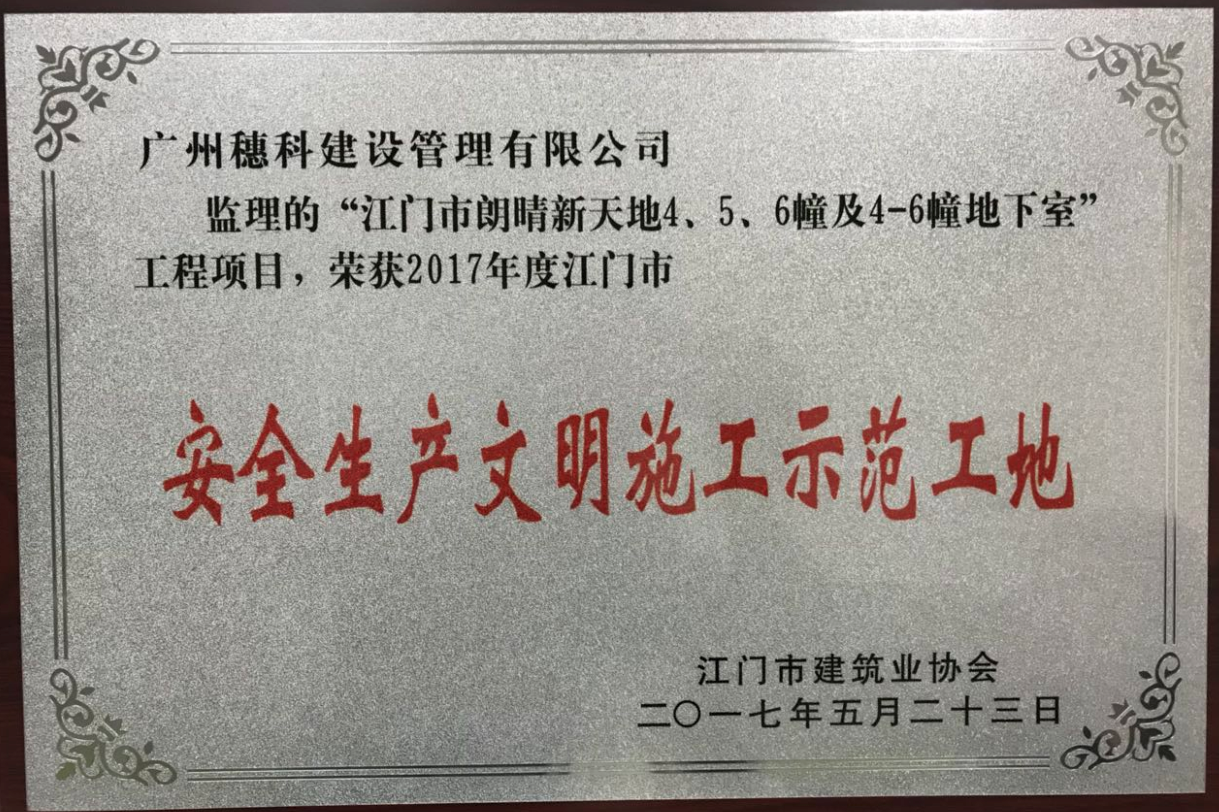 广州穗科建设管理有限公司
监理的“江门市朗晴新天地4、5、6幢及4-6幢地下室”
工程项目，荣获2017年度江门市
安全生产文明施工示范工地
江门市建筑业协会
二〇一七年五月二十三日